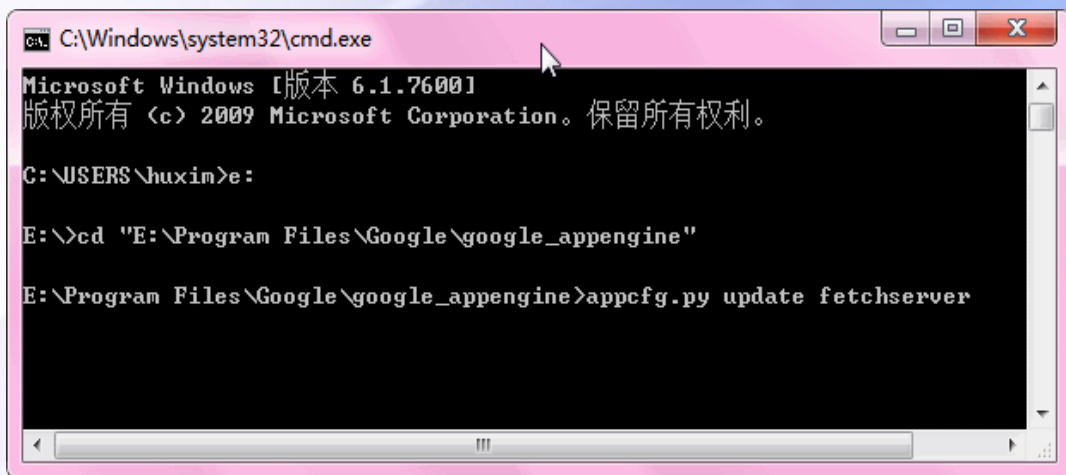 C:\Windows\system32\cmd.exe
Microsoft Windows [版本 6.1.7600]
版权所有 (c) 2009 Microsoft Corporation。保留所有权利。
C:\USERS\huxim>e:
E:\>cd "E:\Program Files\Google\google_appengine"
E:\Program Files\Google\google_appengine>appcfg.py update fetchserver